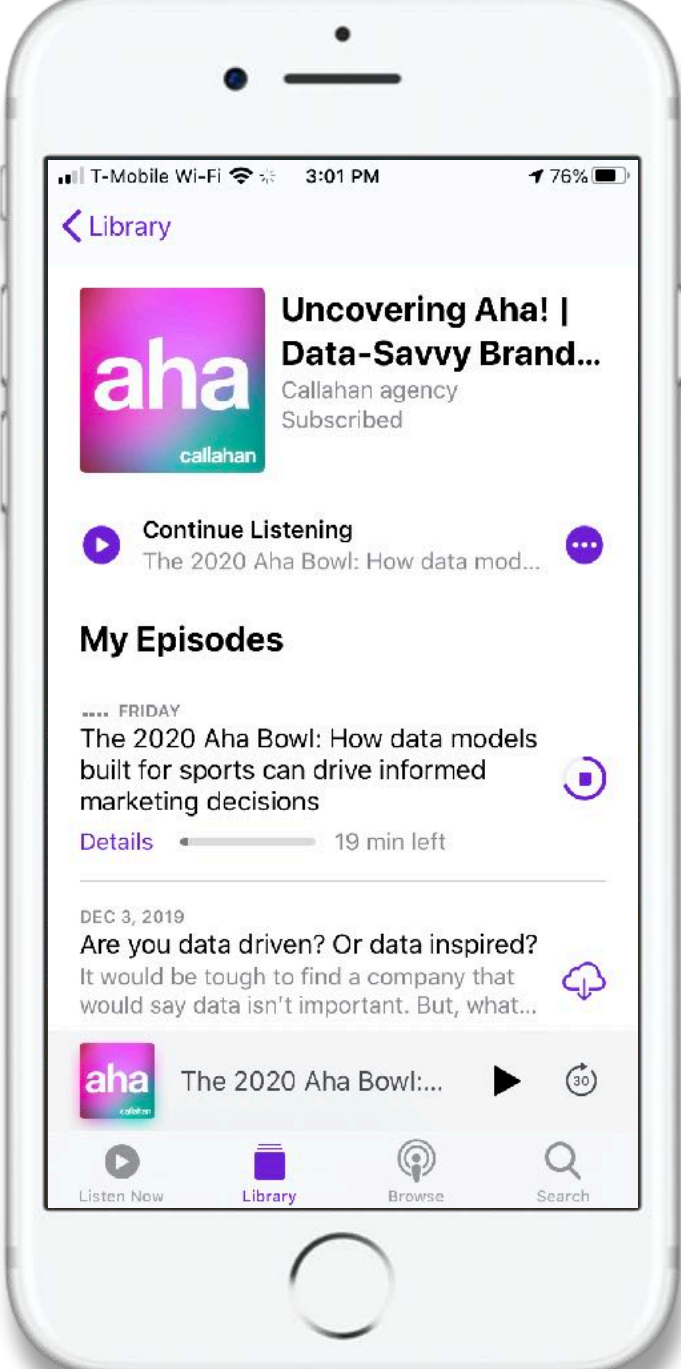 T-Mobile Wi-Fi 3:01 PM 76%
Library
aha
callahan
Uncovering Aha! |
Data-Savvy Brand...
Callahan agency
Subscribed
Continue Listening
The 2020 Aha Bowl: How data mod...
My Episodes
FRIDAY
The 2020 Aha Bowl: How data models
built for sports can drive informed
marketing decisions
Details 19 min left
DEC 3, 2019
Are you data driven? Or data inspired?
It would be tough to find a company that
would say data isn't important. But, what...
aha
callahan
The 2020 Aha Bowl:...
30
Listen Now Library Browse Search